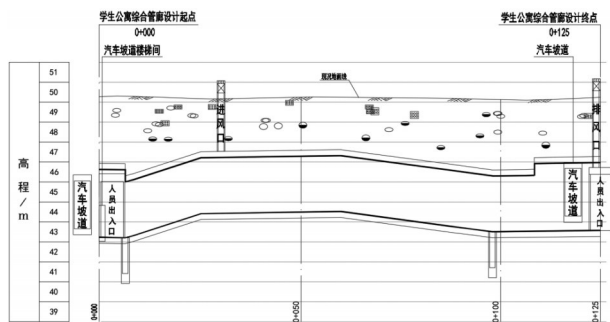 学生公寓综合管廊设计起点
0+000
汽车坡道楼梯间
学生公寓综合管廊设计终点
0+125
汽车坡道
现况地面线
进风口
排风口
高程/m
51
50
49
48
47
46
45
44
43
42
41
40
39
汽车坡道
人员出入口
汽车坡道
人员出入口
0+000
0+050
0+100
0+125